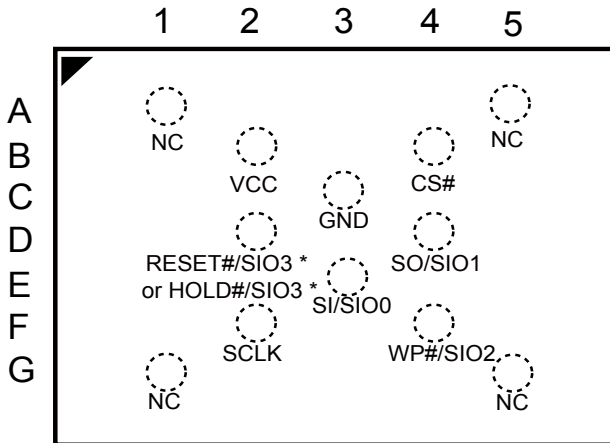 1 2 3 4 5
A
NC NC
B
VCC CS#
C
GND
D
RESET#/SIO3 * SO/SIO1
E
or HOLD#/SIO3 * SI/SIO0
F
SCLK WP#/SIO2
G
NC NC